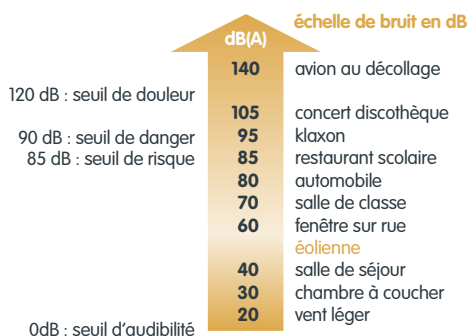 échelle de bruit en dB
dB(A)
140 avion au décollage
120 dB : seuil de douleur
105 concert discothèque
90 dB : seuil de danger
95 klaxon
85 dB : seuil de risque
85 restaurant scolaire
80 automobile
70 salle de classe
60 fenêtre sur rue
éolienne
40 salle de séjour
30 chambre à coucher
20 vent léger
0dB : seuil d'audibilité